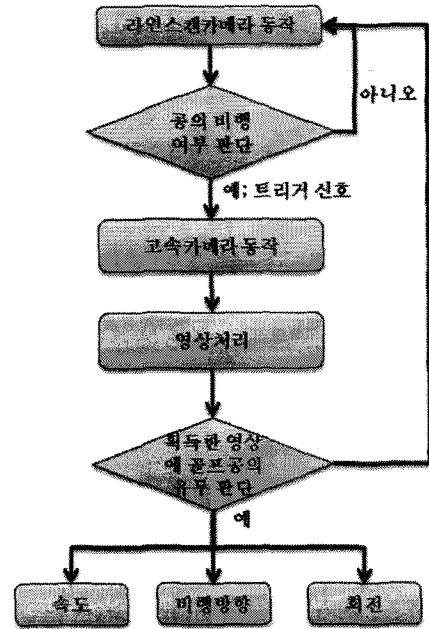 라인스캔카메라 동작
아니오
공의 비행
여부 판단
예; 트리거 신호
고속카메라 동작
영상처리
획득한 영상
에 골프공의
유무 판단
예
속도
비행방향
회전